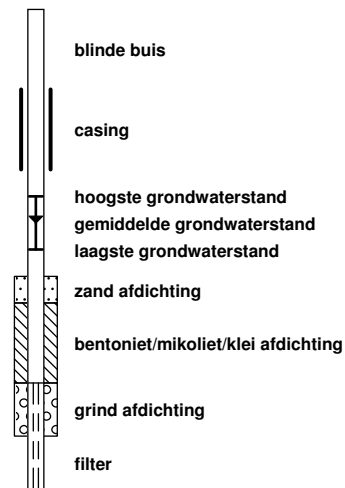 blinde buis
casing
hoogste grondwaterstand
gemiddelde grondwaterstand
laagste grondwaterstand
zand afdichting
bentoniet/mikoliet/klei afdichting
grind afdichting
filter